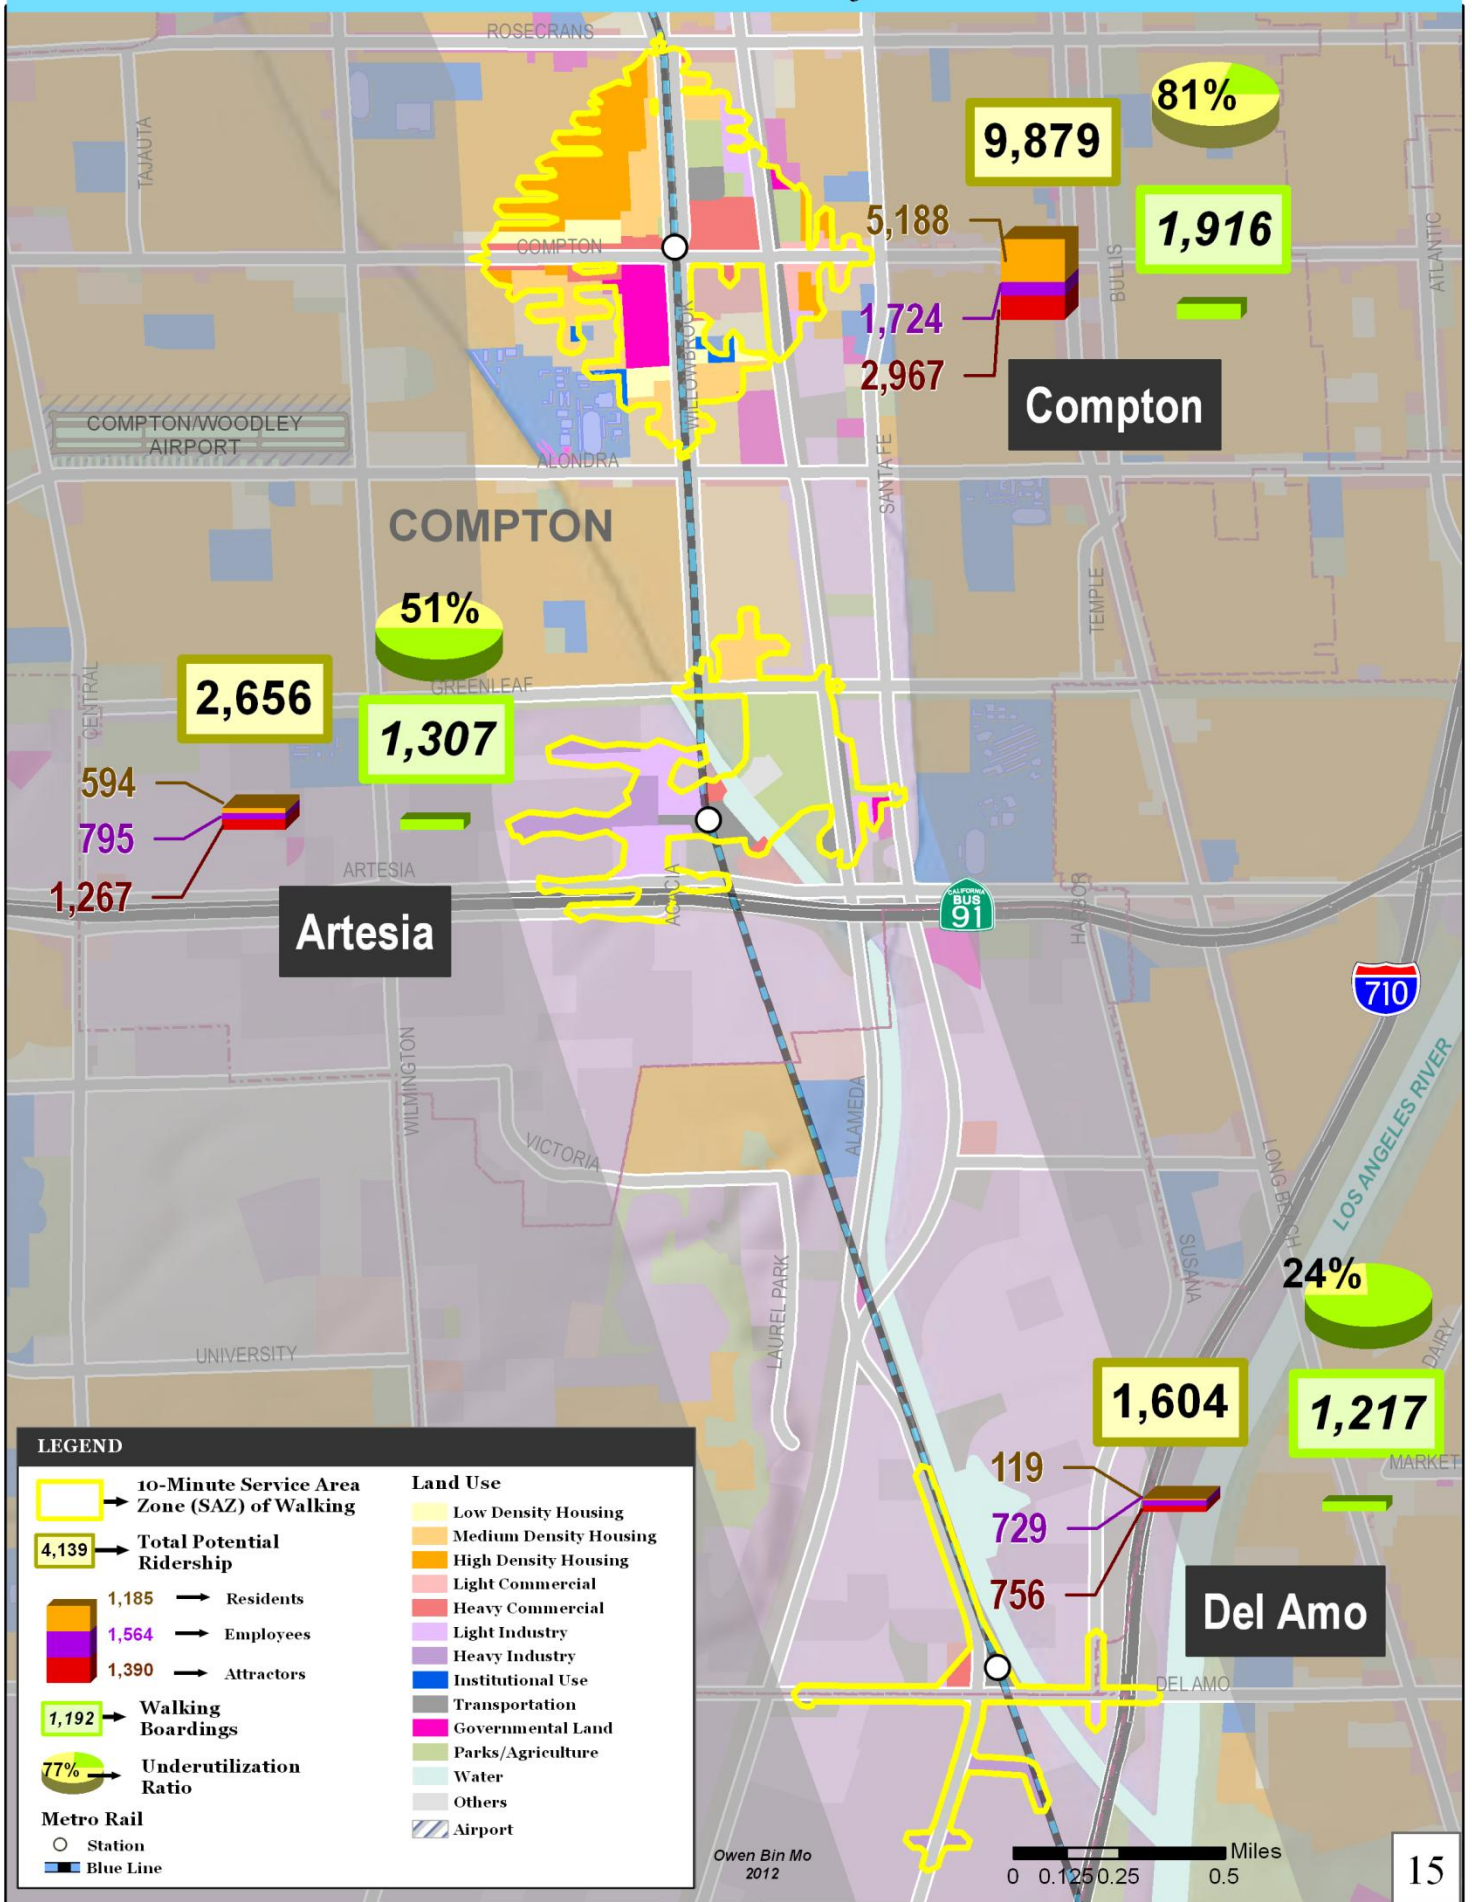 ROSECRANS
TAJAUTA
81%
9,879
5,188
1,916
COMPTON
BULLIS
ATLANTIC
1,724
WILLOWBROOK
2,967
Compton
COMPTON/WOODLEY
AIRPORT
ALONDRA
SANTA FE
COMPTON
TEMPLE
51%
CENTRAL
2,656
GREENLEAF
1,307
594
795
1,267
ARTESIA
ACACIA
Artesia
CALIFORNIA
BUS
91
HARBOR
710
WILMINGTON
ALAMEDA
VICTORIA
LOS ANGELES RIVER
LONG BEACH
SUSANA
LAUREL PARK
24%
DAIRY
UNIVERSITY
1,604
1,217
MARKET
119
729
756
Del Amo
DEL AMO
LEGEND
10-Minute Service Area
Zone (SAZ) of Walking
4,139
Total Potential
Ridership
1,185
Residents
1,564
Employees
1,390
Attractors
1,192
Walking
Boardings
77%
Underutilization
Ratio
Metro Rail
Station
Blue Line
Land Use
Low Density Housing
Medium Density Housing
High Density Housing
Light Commercial
Heavy Commercial
Light Industry
Heavy Industry
Institutional Use
Transportation
Governmental Land
Parks/Agriculture
Water
Others
Airport
Owen Bin Mo
2012
Miles
0 0.125 0.25 0.5
15